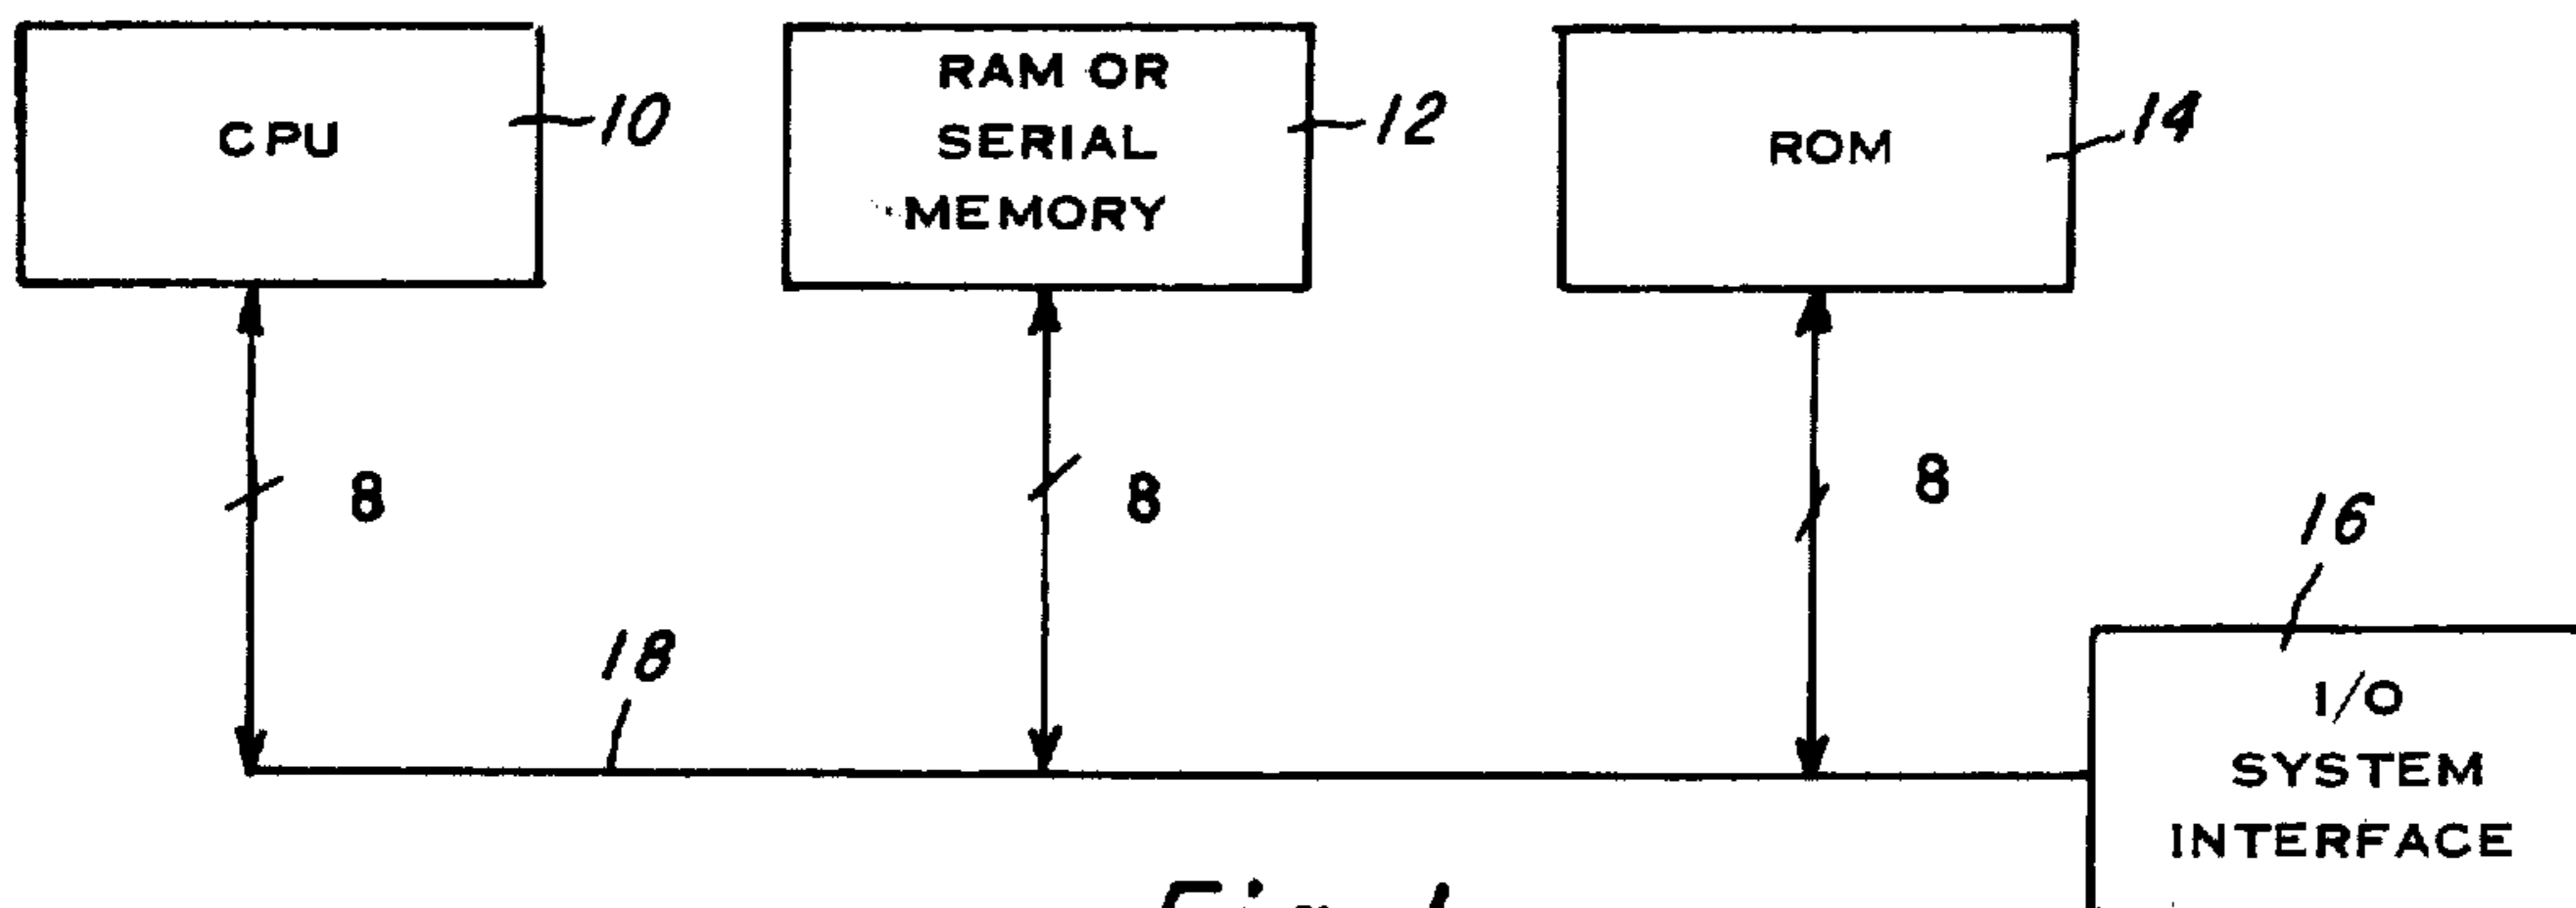 CPU
10
RAM OR
SERIAL
MEMORY
12
ROM
14
8
8
8
16
18
I/O
SYSTEM
INTERFACE